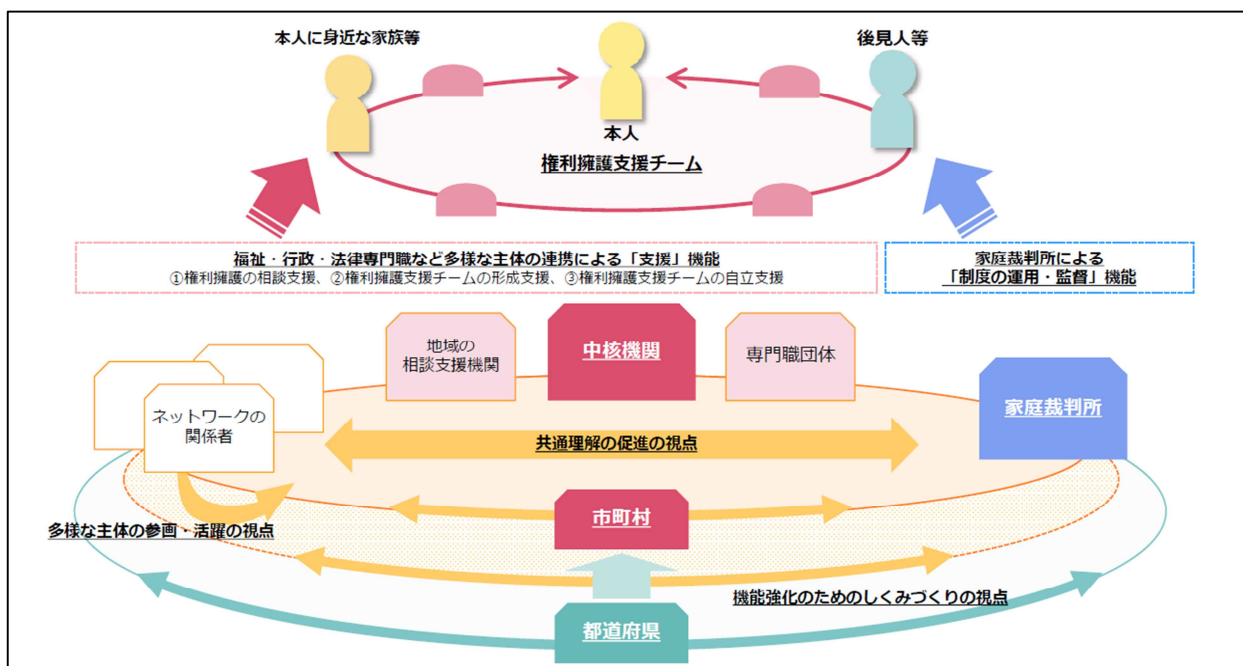 本人に身近な家族等
後見人等
本人
権利擁護支援チーム
福祉・行政・法律専門職など多様な主体の連携による「支援」機能
①権利擁護の相談支援、②権利擁護支援チームの形成支援、③権利擁護支援チームの自立支援
家庭裁判所による
「制度の運用・監督」機能
地域の
相談支援機関
中核機関
専門職団体
ネットワークの
関係者
家庭裁判所
共通理解の促進の視点
市町村
多様な主体の参画・活躍の視点
機能強化のためのしくみづくりの視点
都道府県